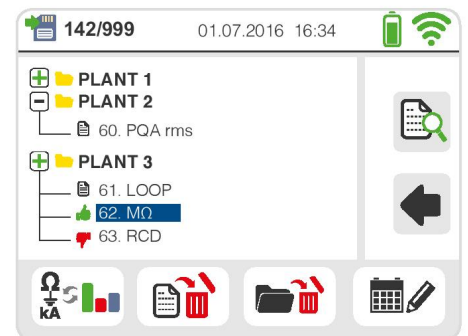 142/999 01.07.2016 16:34
PLANT 1
PLANT 2
60. PQA rms
PLANT 3
61. LOOP
62. MΩ
63. RCD
Ω
kA